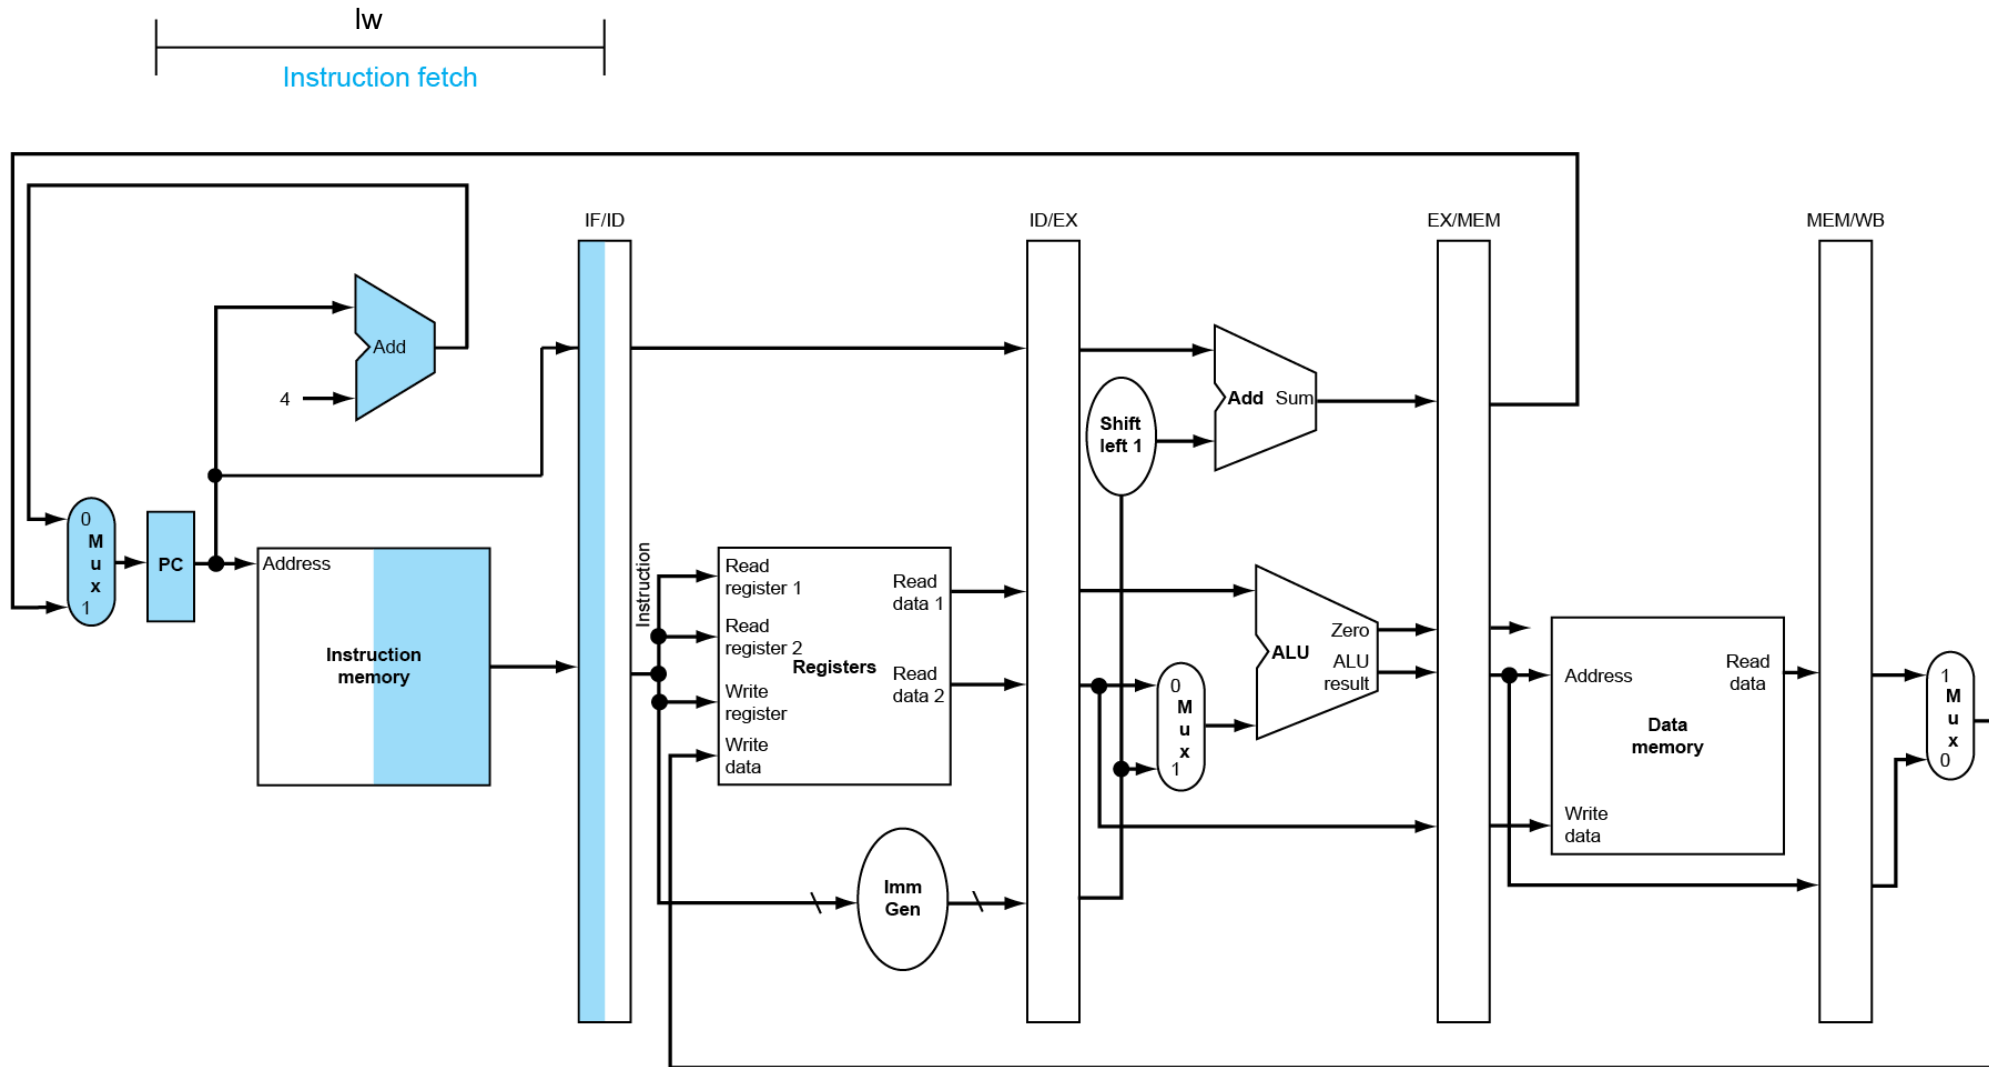 lw
Instruction fetch
IF/ID
ID/EX
EX/MEM
MEM/WB
Add
4
Add Sum
Shift
left 1
0
M
u
x
1
PC
Address
Instruction
memory
Instruction
Read
register 1
Read
register 2
Write
register
Write
data
Registers
Read
data 1
Read
data 2
Imm
Gen
0
M
u
x
1
ALU
Zero
ALU
result
Address
Read
data
Data
memory
Write
data
1
M
u
x
0